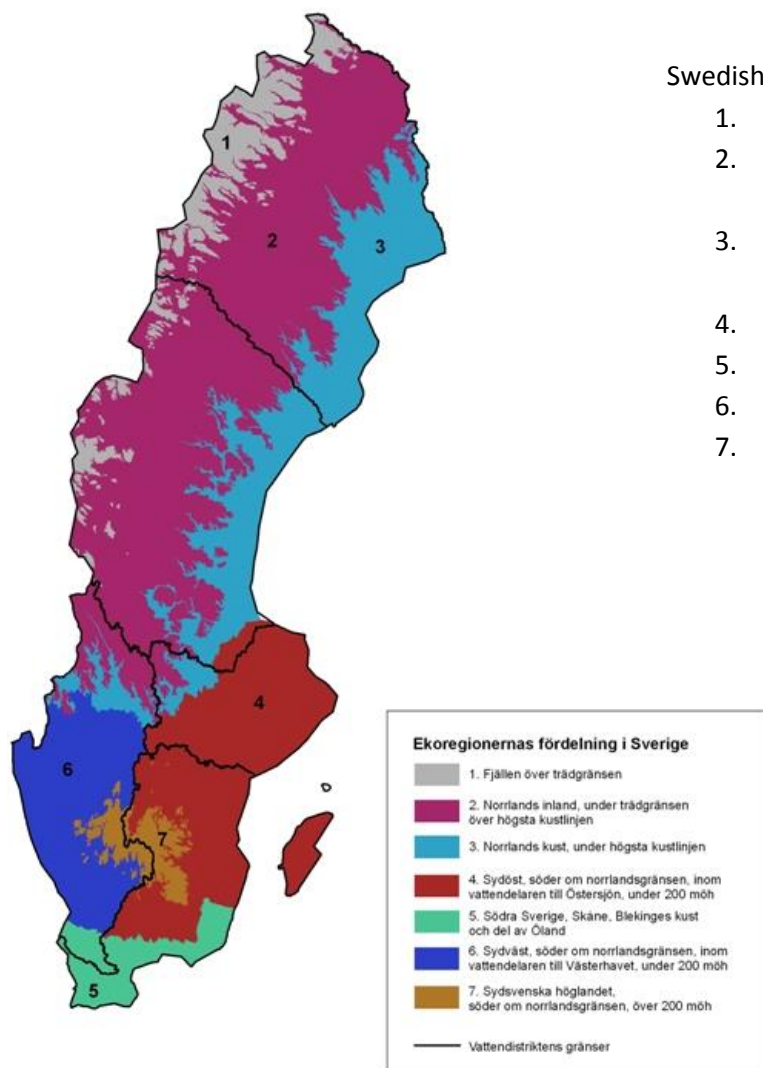 Swedish
1.
2.
3.
4.
5.
6.
7.
1
2
3
4
6
7
5
Ekoregionernas fördelning i Sverige
1. Fjällen över trädgränsen
2. Norrlands inland, under trädgränsen
över högsta kustlinjen
3. Norrlands kust, under högsta kustlinjen
4. Sydöst, söder om norrlandsgränsen, inom
vattendelaren till Östersjön, under 200 möh
5. Södra Sverige, Skåne, Blekinges kust
och del av Öland
6. Sydväst, söder om norrlandsgränsen, inom
vattendelaren till Västerhavet, under 200 möh
7. Sydsvenska höglandet,
söder om norrlandsgränsen, över 200 möh
Vattendistriktens gränser